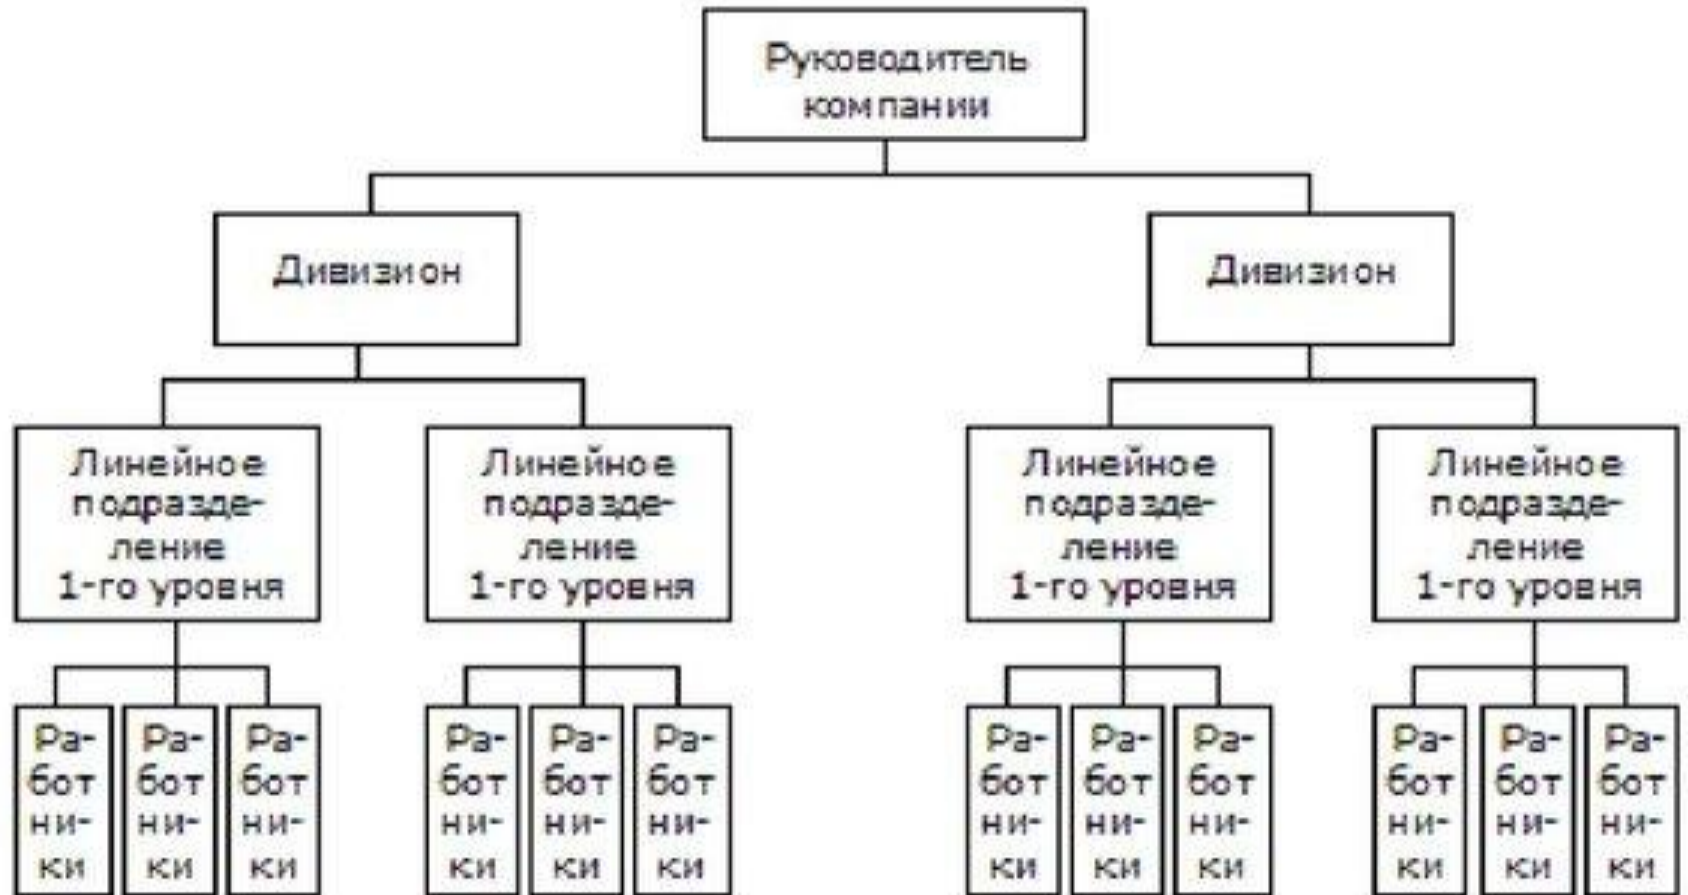 Руководитель
компании
Дивизион
Дивизион
Линейное
подразде-
ление
1-го уровня
Линейное
подразде-
ление
1-го уровня
Линейное
подразде-
ление
1-го уровня
Линейное
подразде-
ление
1-го уровня
Ра-
бот
ни-
ки
Ра-
бот
ни-
ки
Ра-
бот
ни-
ки
Ра-
бот
ни-
ки
Ра-
бот
ни-
ки
Ра-
бот
ни-
ки
Ра-
бот
ни-
ки
Ра-
бот
ни-
ки
Ра-
бот
ни-
ки
Ра-
бот
ни-
ки
Ра-
бот
ни-
ки
Ра-
бот
ни-
ки